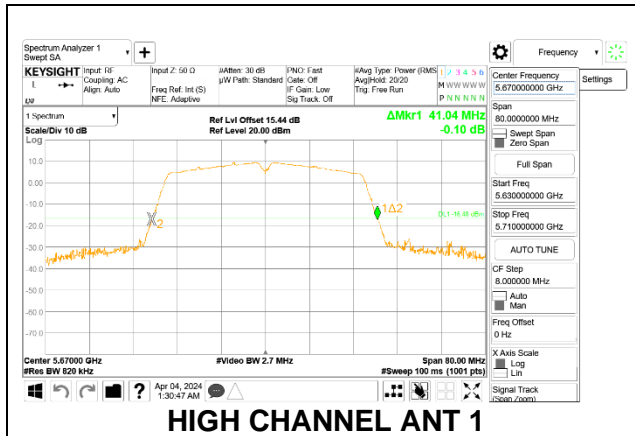 Spectrum Analyzer 1
Swept SA
+
Frequency
KEYSIGHT
L
Input: RF
Coupling: AC
Align: Auto
Input Z: 50 Ω
Freq Ref: Int (S)
NFE: Adaptive
#Atten: 30 dB
µW Path: Standard
PNO: Fast
Gate: Off
IF Gain: Low
Sig Track: Off
#Avg Type: Power (RMS
Avg|Hold: 20/20
Trig: Free Run
1 2 3 4 5 6
M W W W W W
P N N N N N
Center Frequency
5.670000000 GHz
Settings
Span
80.0000000 MHz
Swept Span
Zero Span
Full Span
Start Freq
5.630000000 GHz
Stop Freq
5.710000000 GHz
AUTO TUNE
CF Step
8.000000 MHz
Auto
Man
Freq Offset
0 Hz
X Axis Scale
Log
Lin
Signal Track
(Span Zoom)
1 Spectrum
Scale/Div 10 dB
Log
Ref Lvl Offset 15.44 dB
Ref Level 20.00 dBm
ΔMkr1 41.04 MHz
-0.10 dB
10.0
0.00
-10.0
-20.0
-30.0
-40.0
-50.0
-60.0
-70.0
X2
1Δ2
Center 5.67000 GHz
#Res BW 820 kHz
#Video BW 2.7 MHz
Span 80.00 MHz
#Sweep 100 ms (1001 pts)
?
Apr 04, 2024
1:30:47 AM
HIGH CHANNEL ANT 1